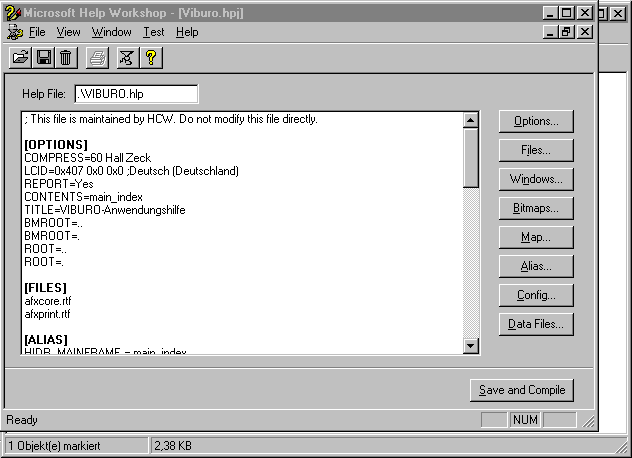 Microsoft Help Workshop - [Viburo.hpj]
File View Window Test Help
Help File: .\VIBURO.hlp
; This file is maintained by HCW. Do not modify this file directly.
[OPTIONS]
COMPRESS=60 Hall Zeck
LCID=0x407 0x0 0x0 ;Deutsch (Deutschland)
REPORT=Yes
CONTENTS=main_index
TITLE=VIBURO-Anwendungshilfe
BMROOT=..
BMROOT=.
ROOT=..
ROOT=.
[FILES]
afxcore.rtf
afxprint.rtf
[ALIAS]
HIDR_MAINFRAME = main_index
Options...
Files...
Windows...
Bitmaps...
Map...
Alias...
Config...
Data Files...
Save and Compile
Ready
NUM
1 Objekt(e) markiert
2,38 KB